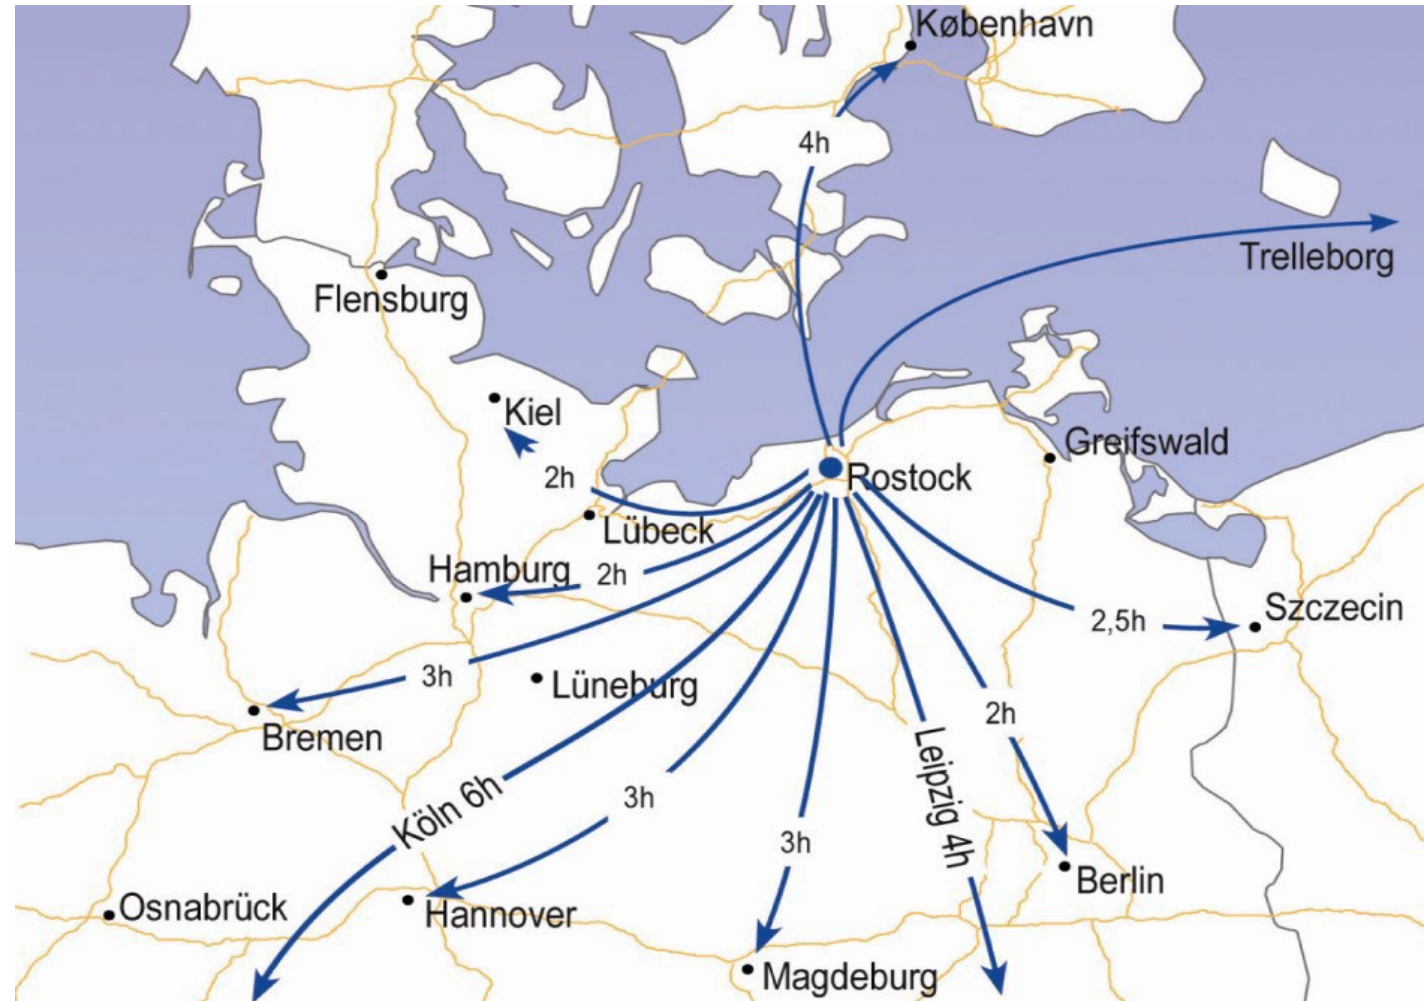 København
4h
Trelleborg
Flensburg
Kiel
Greifswald
2h
Rostock
Lübeck
Hamburg
2h
Szczecin
2,5h
3h
Lüneburg
2h
Bremen
Leipzig 4h
Köln 6h
3h
3h
Berlin
Osnabrück
Hannover
Magdeburg